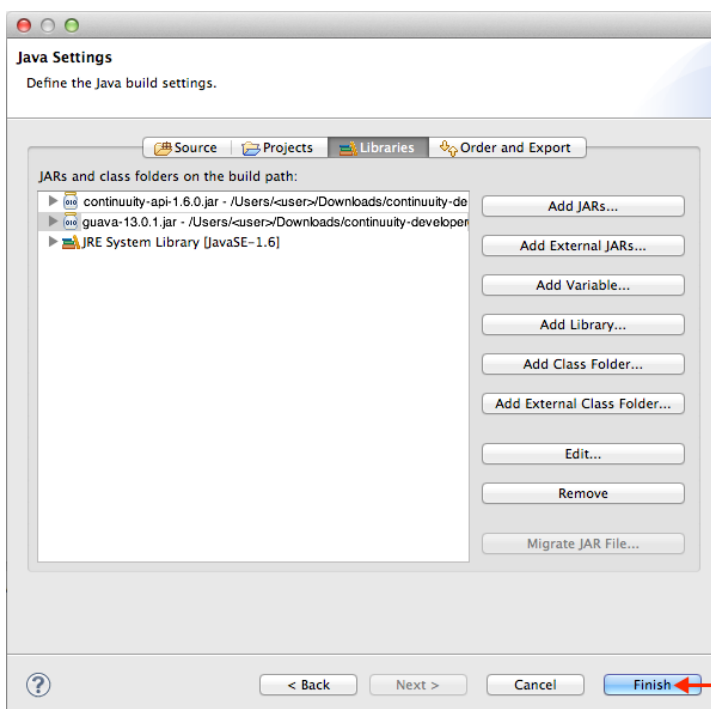 Java Settings
Define the Java build settings.
Source Projects Libraries Order and Export
JARs and class folders on the build path:
continuuity-api-1.6.0.jar - /Users/<user>/Downloads/continuuity-de
guava-13.0.1.jar - /Users/<user>/Downloads/continuuity-developer
JRE System Library [JavaSE-1.6]
Add JARs...
Add External JARs...
Add Variable...
Add Library...
Add Class Folder...
Add External Class Folder...
Edit...
Remove
Migrate JAR File...
?
< Back Next > Cancel Finish